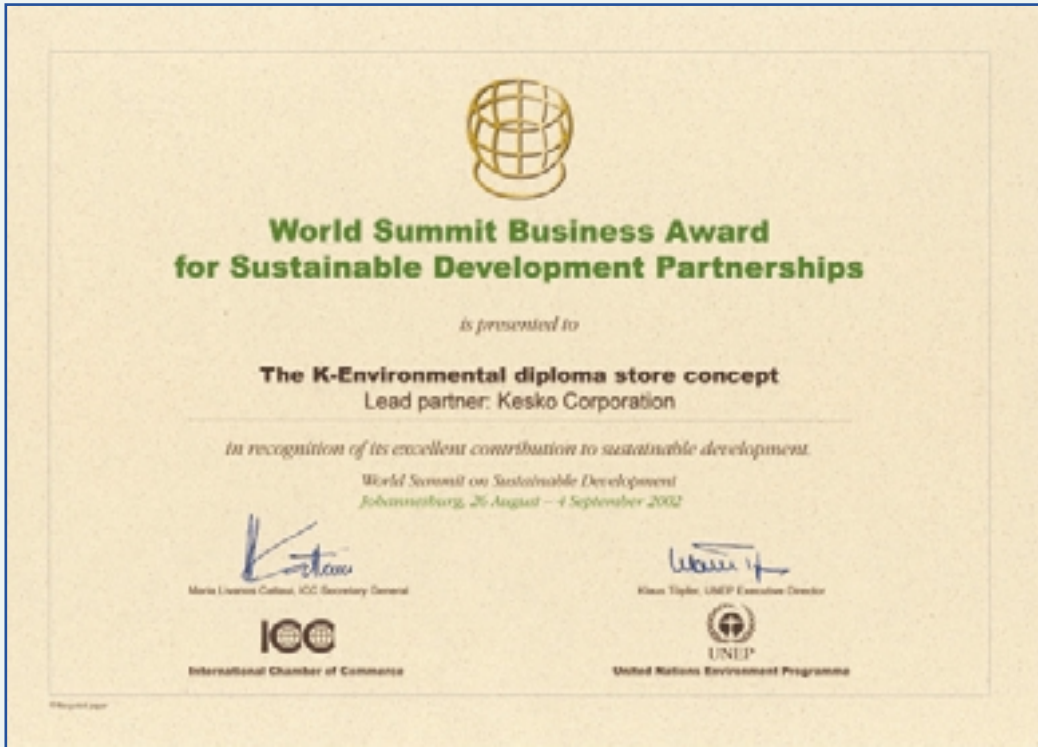 World Summit Business Award
for Sustainable Development Partnerships
is presented to
The K-Environmental diploma store concept
Lead partner: Kesko Corporation
in recognition of its excellent contribution to sustainable development.
World Summit on Sustainable Development
Johannesburg, 26 August – 4 September 2002
Maria Livanos Cattaui, ICC Secretary General
Klaus Töpfer, UNEP Executive Director
ICC
UNEP
International Chamber of Commerce
United Nations Environment Programme
Recycled paper